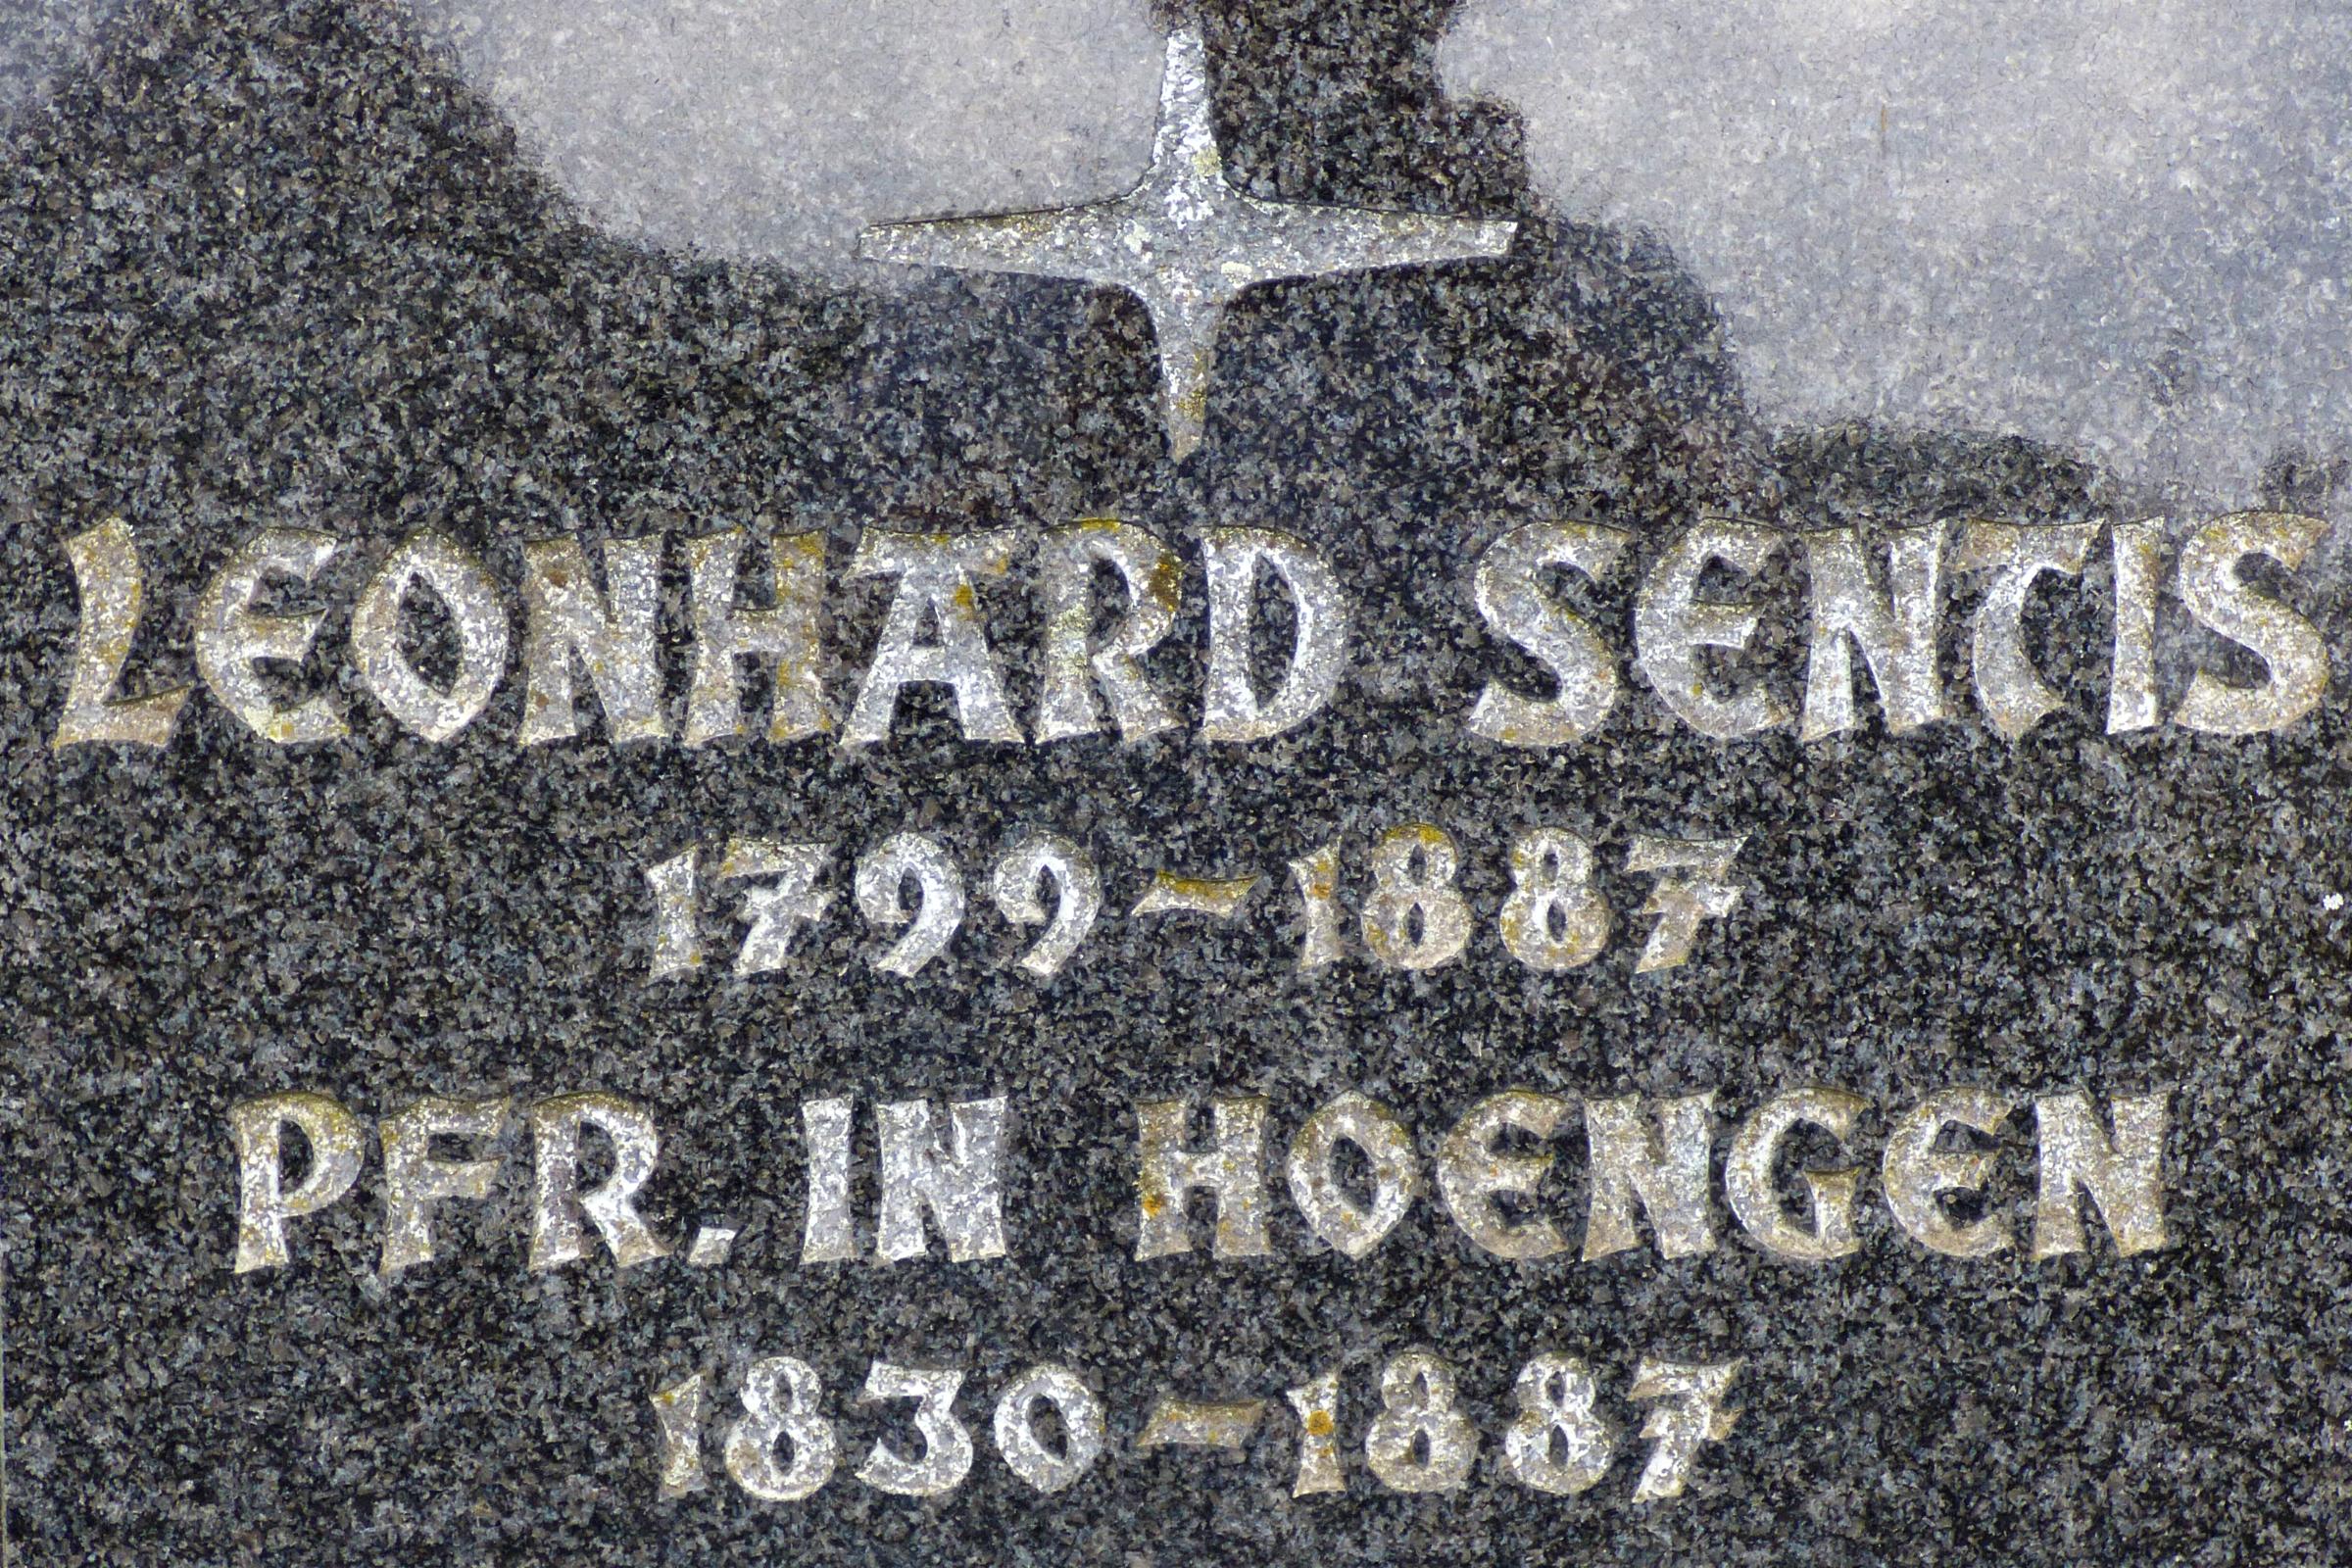 LEONHARD SENTIS
1799-1887
PFR. IN HOENGEN
1830-1887